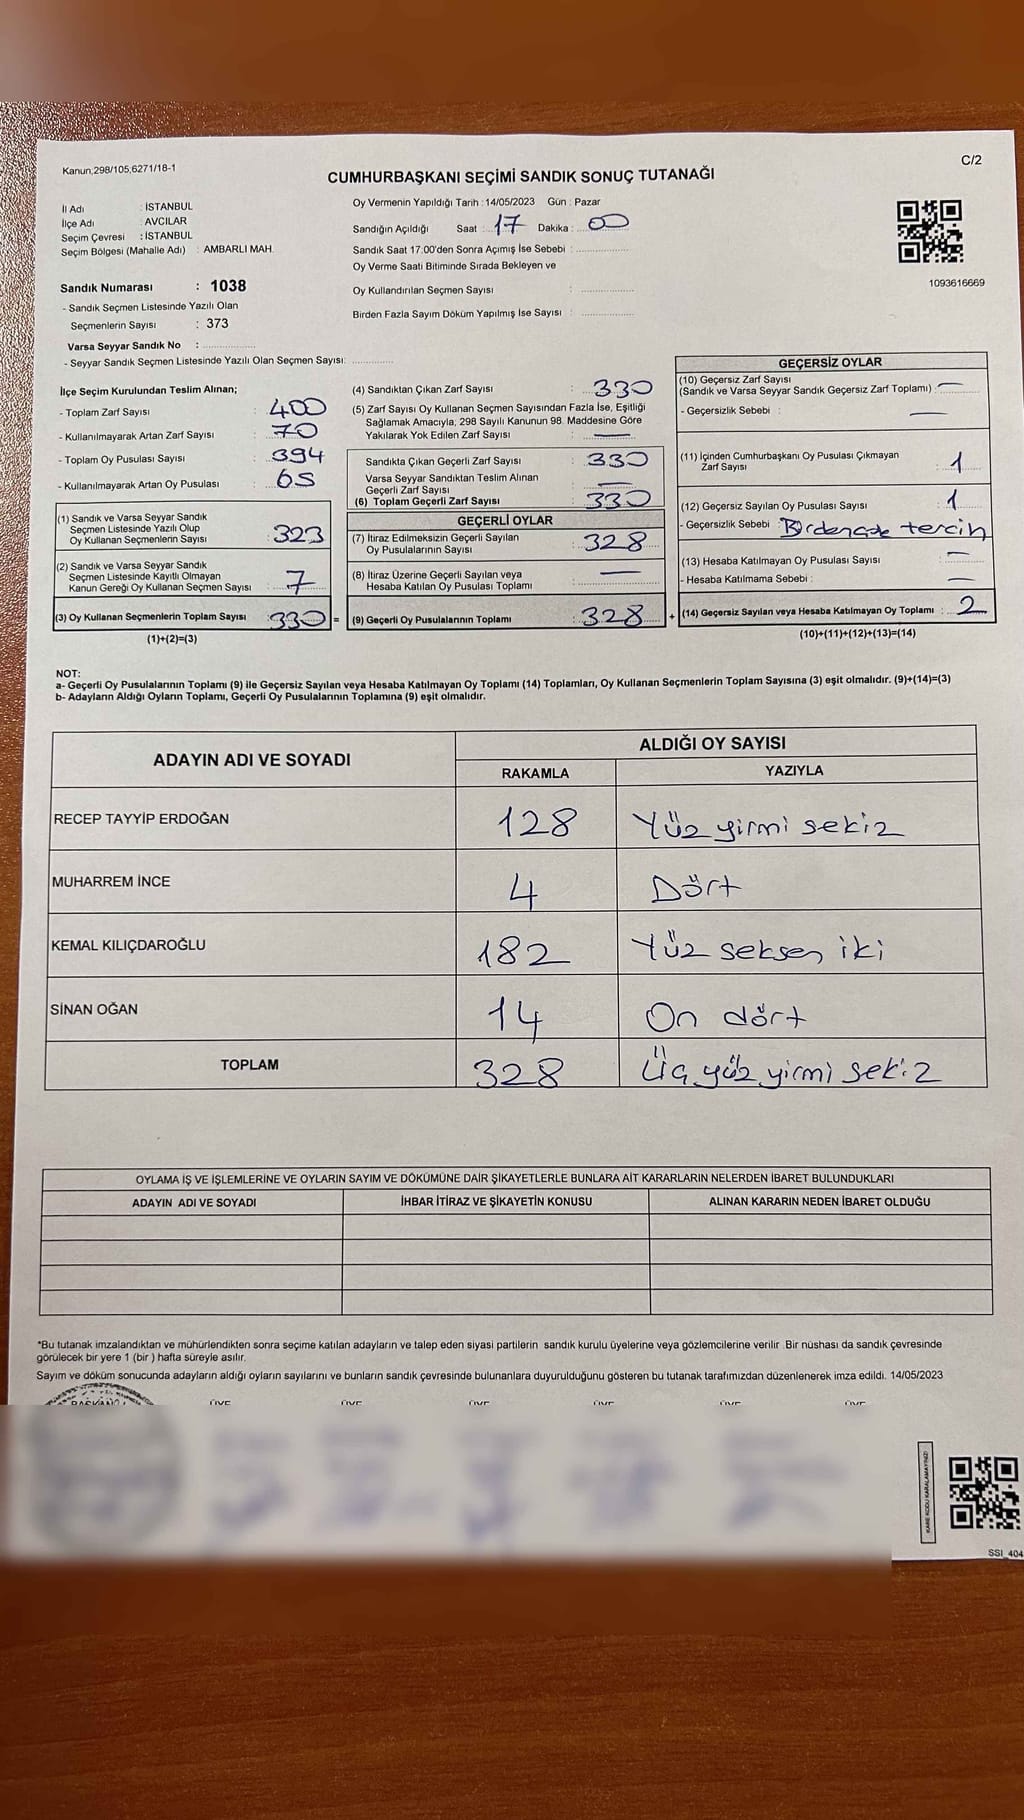 Kanun;298/105;6271/18-1
C/2
CUMHURBAŞKANI SEÇİMİ SANDIK SONUÇ TUTANAĞI
İl Adı : İSTANBUL
İlçe Adı : AVCILAR
Seçim Çevresi : İSTANBUL
Seçim Bölgesi (Mahalle Adı) : AMBARLI MAH.
Sandık Numarası : 1038
- Sandık Seçmen Listesinde Yazılı Olan
Seçmenlerin Sayısı : 373
Varsa Seyyar Sandık No :
- Seyyar Sandık Seçmen Listesinde Yazılı Olan Seçmen Sayısı:
Oy Vermenin Yapıldığı Tarih : 14/05/2023 Gün : Pazar
Sandığın Açıldığı Saat : 17 Dakika : 00
Sandık Saat 17.00'den Sonra Açımış İse Sebebi :
Oy Verme Saati Bitiminde Sırada Bekleyen ve
Oy Kullandırılan Seçmen Sayısı :
Birden Fazla Sayım Döküm Yapılmış İse Sayısı :
1093616669
İlçe Seçim Kurulundan Teslim Alınan;
- Toplam Zarf Sayısı : 400
- Kullanılmayarak Artan Zarf Sayısı : 70
- Toplam Oy Pusulası Sayısı : 394
- Kullanılmayarak Artan Oy Pusulası : 65
(1) Sandık ve Varsa Seyyar Sandık
Seçmen Listesinde Yazılı Olup
Oy Kullanan Seçmenlerin Sayısı : 323
(2) Sandık ve Varsa Seyyar Sandık
Seçmen Listesinde Kayıtlı Olmayan
Kanun Gereği Oy Kullanan Seçmen Sayısı : 7
(3) Oy Kullanan Seçmenlerin Toplam Sayısı : 330 =
(1)+(2)=(3)
(4) Sandıktan Çıkan Zarf Sayısı : 330
(5) Zarf Sayısı Oy Kullanan Seçmen Sayısından Fazla İse, Eşitliği
Sağlamak Amacıyla; 298 Sayılı Kanunun 98. Maddesine Göre
Yakılarak Yok Edilen Zarf Sayısı : —
Sandıkta Çıkan Geçerli Zarf Sayısı : 330
Varsa Seyyar Sandıktan Teslim Alınan
Geçerli Zarf Sayısı : —
(6) Toplam Geçerli Zarf Sayısı : 330
GEÇERLİ OYLAR
(7) İtiraz Edilmeksizin Geçerli Sayılan
Oy Pusulalarının Sayısı : 328
(8) İtiraz Üzerine Geçerli Sayılan veya
Hesaba Katılan Oy Pusulası Toplamı : —
(9) Geçerli Oy Pusulalarının Toplamı : 328 +
GEÇERSİZ OYLAR
(10) Geçersiz Zarf Sayısı
(Sandık ve Varsa Seyyar Sandık Geçersiz Zarf Toplamı) : —
- Geçersizlik Sebebi : —
(11) İçinden Cumhurbaşkanı Oy Pusulası Çıkmayan
Zarf Sayısı : 1
(12) Geçersiz Sayılan Oy Pusulası Sayısı : 1
- Geçersizlik Sebebi : tercih
(13) Hesaba Katılmayan Oy Pusulası Sayısı : —
- Hesaba Katılmama Sebebi : —
(14) Geçersiz Sayılan veya Hesaba Katılmayan Oy Toplamı : 2
(10)+(11)+(12)+(13)=(14)
NOT:
a- Geçerli Oy Pusulalarının Toplamı (9) ile Geçersiz Sayılan veya Hesaba Katılmayan Oy Toplamı (14) Toplamları, Oy Kullanan Seçmenlerin Toplam Sayısına (3) eşit olmalıdır. (9)+(14)=(3)
b- Adayların Aldığı Oyların Toplamı, Geçerli Oy Pusulalarının Toplamına (9) eşit olmalıdır.
ADAYIN ADI VE SOYADI
ALDIĞI OY SAYISI
RAKAMLA YAZIYLA
RECEP TAYYİP ERDOĞAN 128 Yüz yirmi sekiz
MUHARREM İNCE 4 Dört
KEMAL KILIÇDAROĞLU 182 Yüz seksen iki
SİNAN OĞAN 14 On dört
TOPLAM 328 Üç yüz yirmi sekiz
OYLAMA İŞ VE İŞLEMLERİNE VE OYLARIN SAYIM VE DÖKÜMÜNE DAİR ŞİKAYETLERLE BUNLARA AİT KARARLARIN NELERDEN İBARET BULUNDUKLARI
ADAYIN ADI VE SOYADI İHBAR İTİRAZ VE ŞİKAYETİN KONUSU ALINAN KARARIN NEDEN İBARET OLDUĞU
*Bu tutanak imzalandıktan ve mühürlendikten sonra seçime katılan adayların ve talep eden siyasi partilerin sandık kurulu üyelerine veya gözlemcilerine verilir. Bir nüshası da sandık çevresinde
görülecek bir yere 1 (bir ) hafta süreyle asılır.
Sayım ve döküm sonucunda adayların aldığı oyların sayılarını ve bunların sandık çevresinde bulunanlara duyurulduğunu gösteren bu tutanak tarafımızdan düzenlenerek imza edildi. 14/05/2023
BAŞKAN ÜYE ÜYE ÜYE ÜYE ÜYE ÜYE
KARE KODU KARALAMAYINIZ!
SSI_404